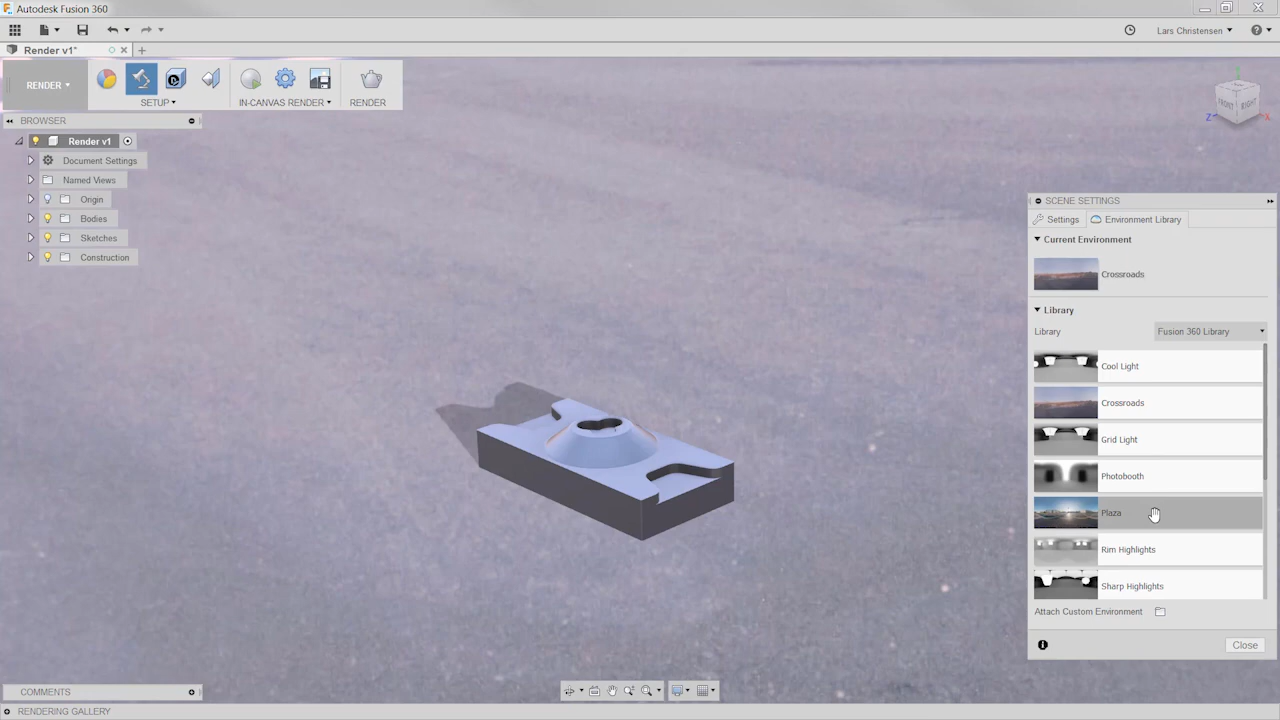 Autodesk Fusion 360
Lars Christensen
Render v1*
RENDER
SETUP
IN-CANVAS RENDER
RENDER
FRONT
RIGHT
Z
X
BROWSER
Render v1
Document Settings
Named Views
Origin
Bodies
Sketches
Construction
SCENE SETTINGS
Settings
Environment Library
Current Environment
Crossroads
Library
Library
Fusion 360 Library
Cool Light
Crossroads
Grid Light
Photobooth
Plaza
Rim Highlights
Sharp Highlights
Attach Custom Environment
Close
COMMENTS
RENDERING GALLERY